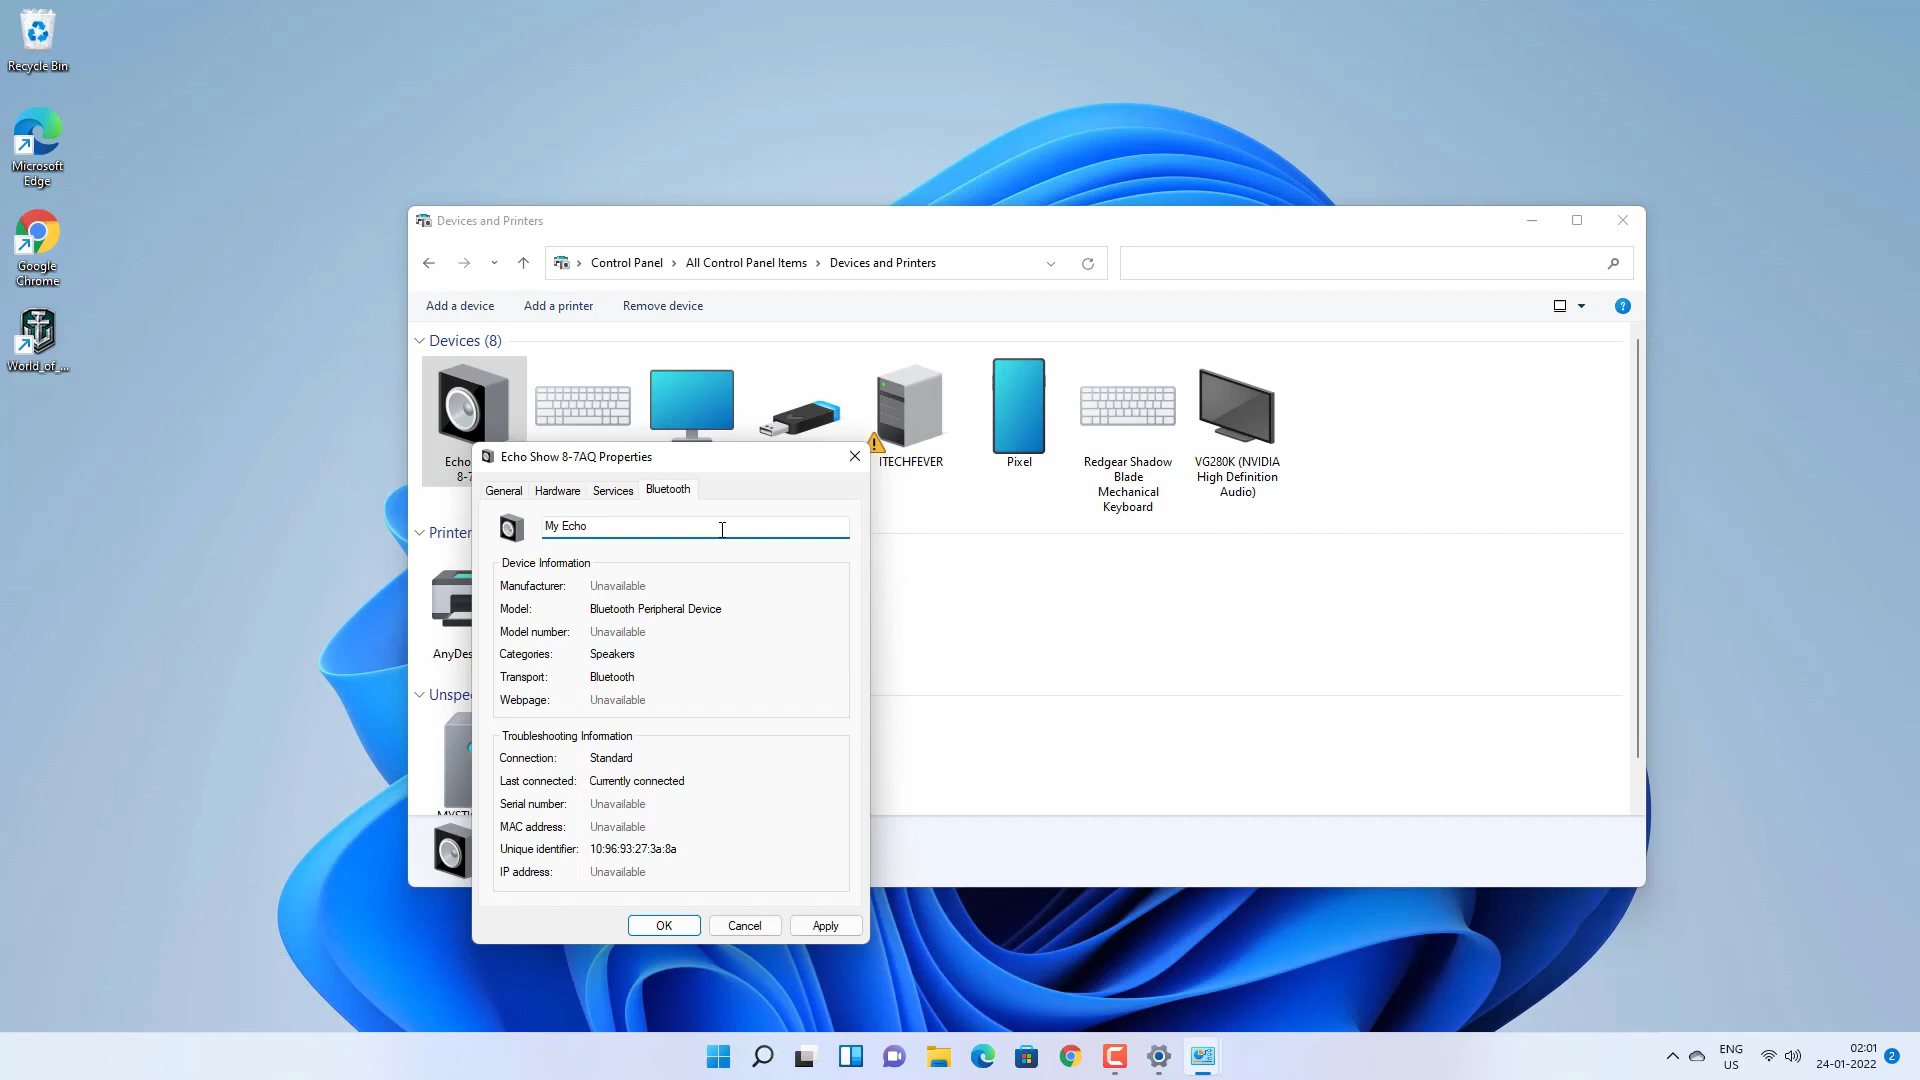 Recycle Bin
Microsoft
Edge
Google
Chrome
World_of_...
Devices and Printers
Control Panel
All Control Panel Items
Devices and Printers
Add a device
Add a printer
Remove device
?
Devices (8)
Echo
8-7
ITECHFEVER
Pixel
Redgear Shadow
Blade
Mechanical
Keyboard
VG280K (NVIDIA
High Definition
Audio)
Printer
AnyDes
Unspe
Echo Show 8-7AQ Properties
General
Hardware
Services
Bluetooth
My Echo
Device Information
Manufacturer: Unavailable
Model: Bluetooth Peripheral Device
Model number: Unavailable
Categories: Speakers
Transport: Bluetooth
Webpage: Unavailable
Troubleshooting Information
Connection: Standard
Last connected: Currently connected
Serial number: Unavailable
MAC address: Unavailable
Unique identifier: 10:96:93:27:3a:8a
IP address: Unavailable
OK
Cancel
Apply
ENG
US
02:01
24-01-2022
2